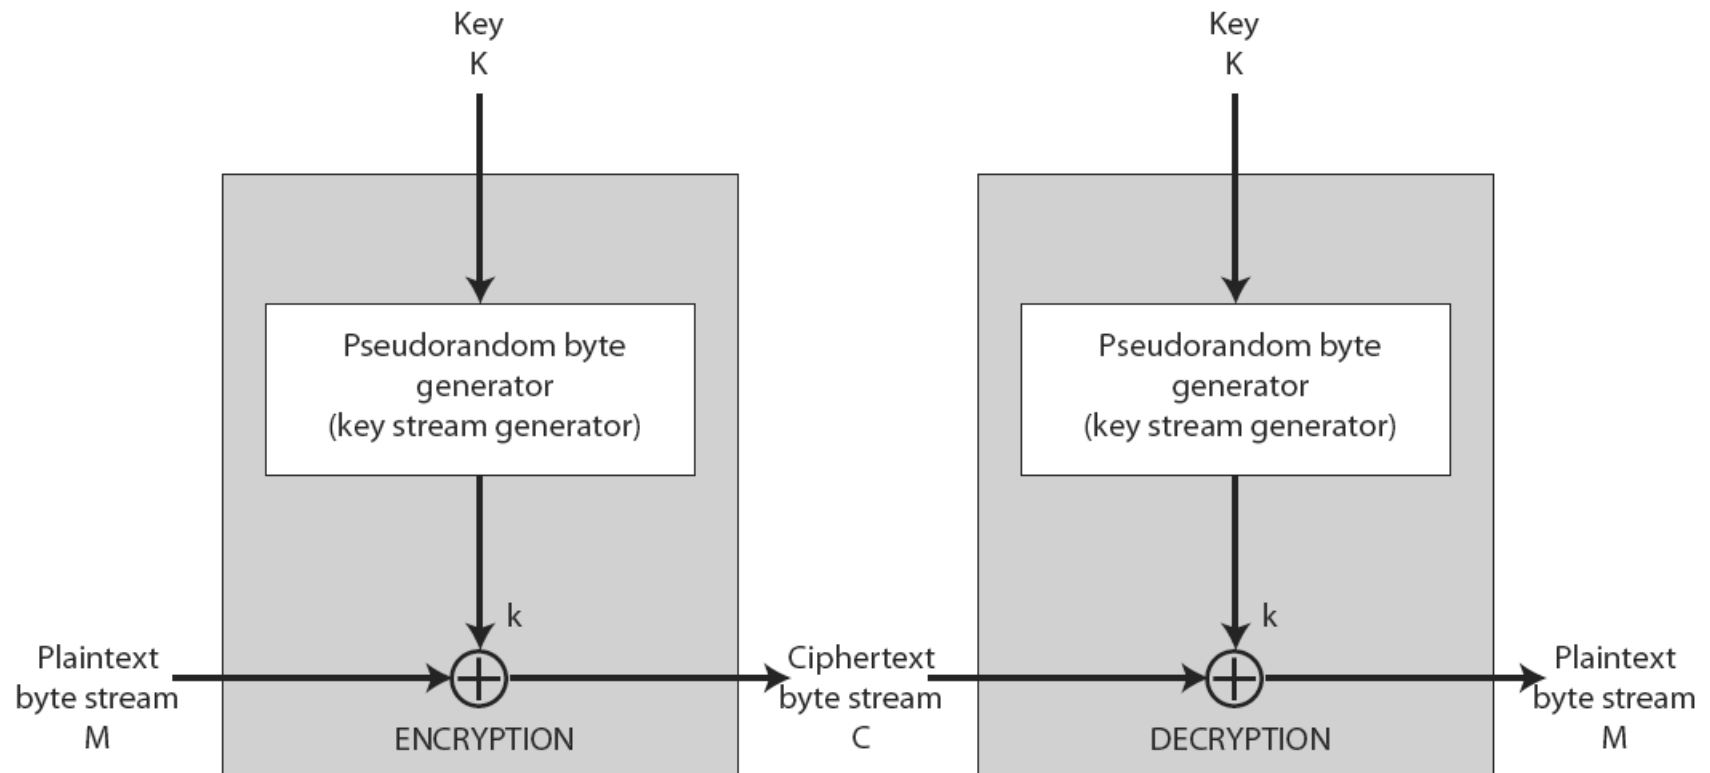 Key
K
Key
K
Pseudorandom byte
generator
(key stream generator)
Pseudorandom byte
generator
(key stream generator)
k
k
Plaintext
byte stream
M
Ciphertext
byte stream
C
Plaintext
byte stream
M
ENCRYPTION
DECRYPTION